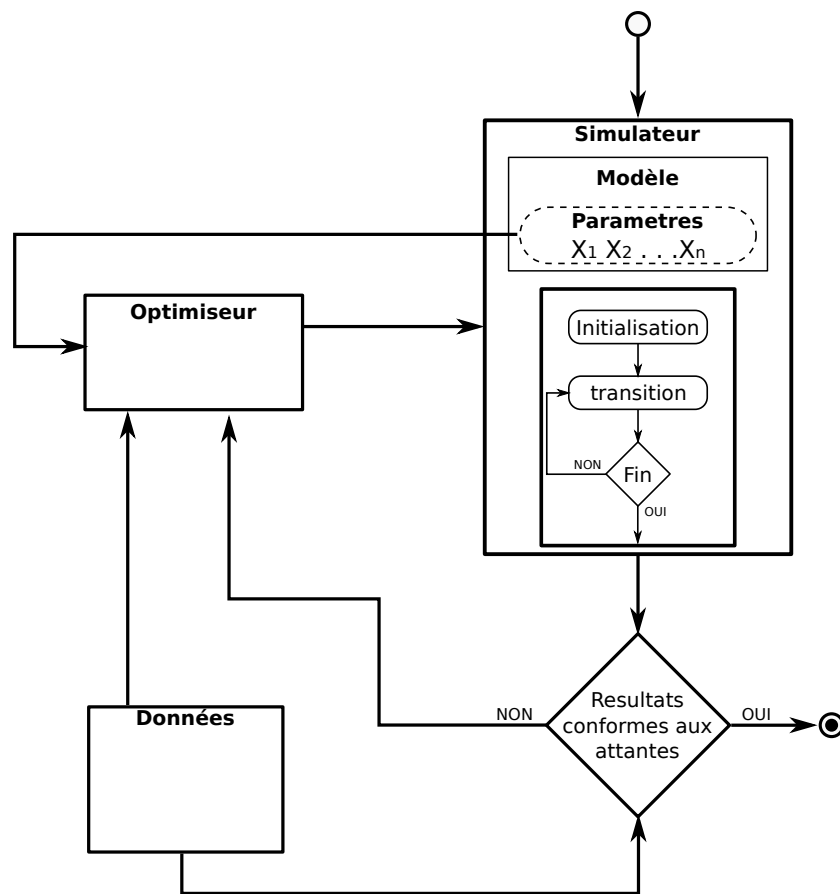 Simulateur
Modèle
Parametres
X1 X2 . . .Xn
Optimiseur
Initialisation
transition
NON
Fin
OUI
Données
Resultats
conformes aux
attantes
NON
OUI